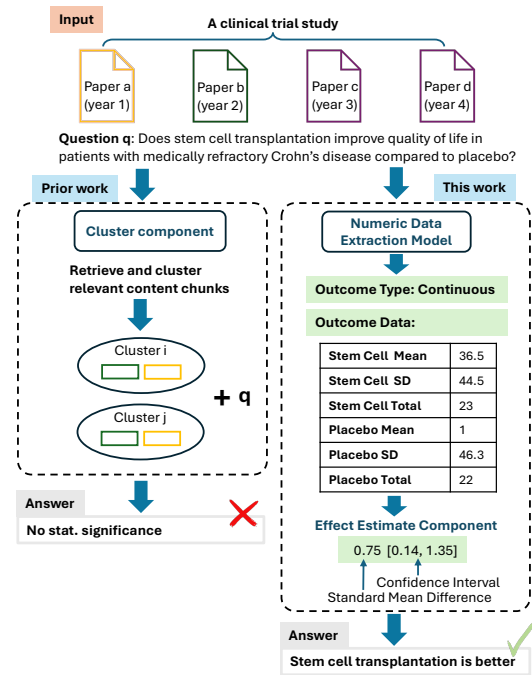 Input
A clinical trial study
Paper a
(year 1)
Paper b
(year 2)
Paper c
(year 3)
Paper d
(year 4)
Question q: Does stem cell transplantation improve quality of life in
patients with medically refractory Crohn's disease compared to placebo?
Prior work
Cluster component
Retrieve and cluster
relevant content chunks
Cluster i
Cluster j
+ q
Answer
No stat. significance
This work
Numeric Data
Extraction Model
Outcome Type: Continuous
Outcome Data:
Stem Cell Mean 36.5
Stem Cell SD 44.5
Stem Cell Total 23
Placebo Mean 1
Placebo SD 46.3
Placebo Total 22
Effect Estimate Component
0.75 [0.14, 1.35]
Confidence Interval
Standard Mean Difference
Answer
Stem cell transplantation is better